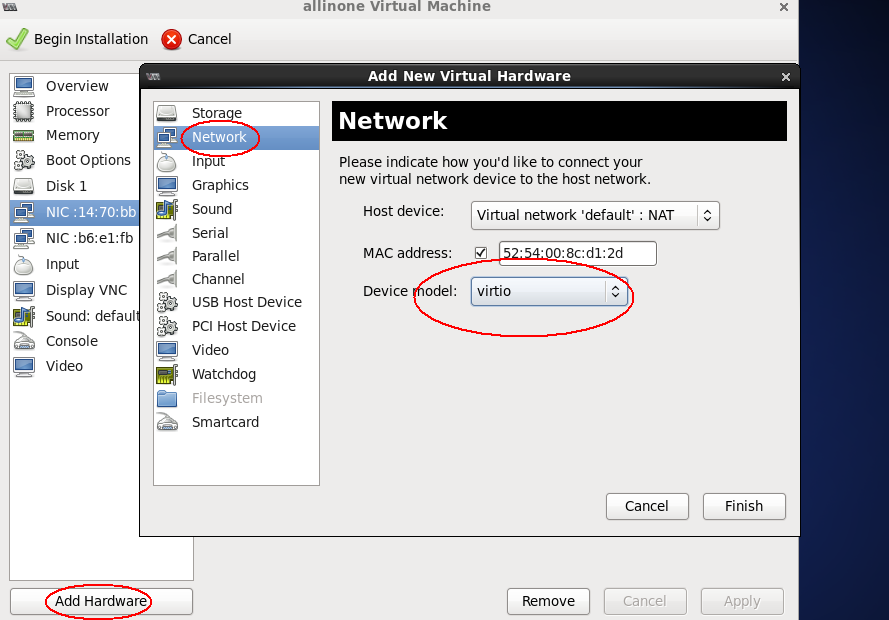 allinone Virtual Machine
Begin Installation
Cancel
Overview
Processor
Memory
Boot Options
Disk 1
NIC :14:70:bb
NIC :b6:e1:fb
Input
Display VNC
Sound: default
Console
Video
Add New Virtual Hardware
Storage
Network
Input
Graphics
Sound
Serial
Parallel
Channel
USB Host Device
PCI Host Device
Video
Watchdog
Filesystem
Smartcard
Network
Please indicate how you'd like to connect your
new virtual network device to the host network.
Host device: Virtual network 'default' : NAT
MAC address: 52:54:00:8c:d1:2d
Device model: virtio
Cancel
Finish
Add Hardware
Remove
Cancel
Apply